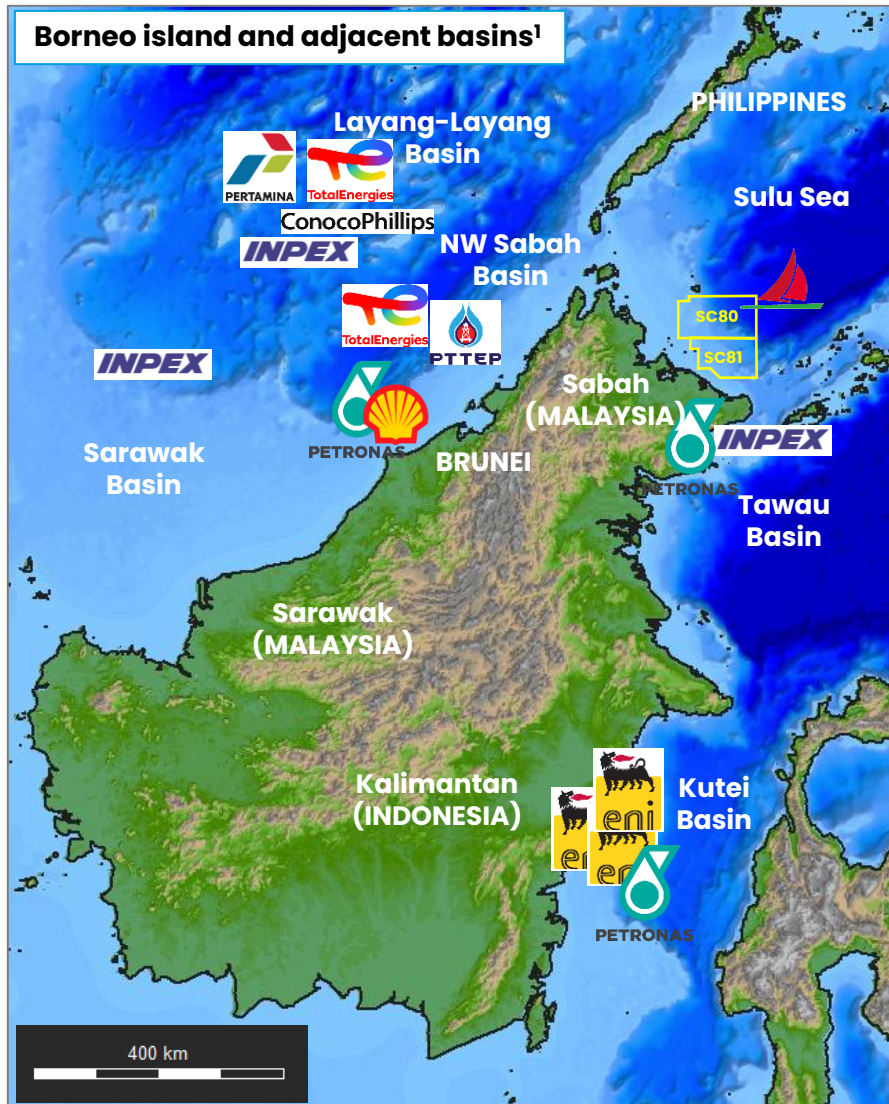 Borneo island and adjacent basins¹
PHILIPPINES
Layang-Layang
Basin
PERTAMINA
TotalEnergies
ConocoPhillips
INPEX
Sulu Sea
NW Sabah
Basin
TotalEnergies
PTTEP
SC80
SC81
INPEX
Sabah
(MALAYSIA)
PETRONAS
BRUNEI
PETRONAS
INPEX
Sarawak
Basin
Tawau
Basin
Sarawak
(MALAYSIA)
Kalimantan
(INDONESIA)
eni
eni
eni
Kutei
Basin
PETRONAS
400 km